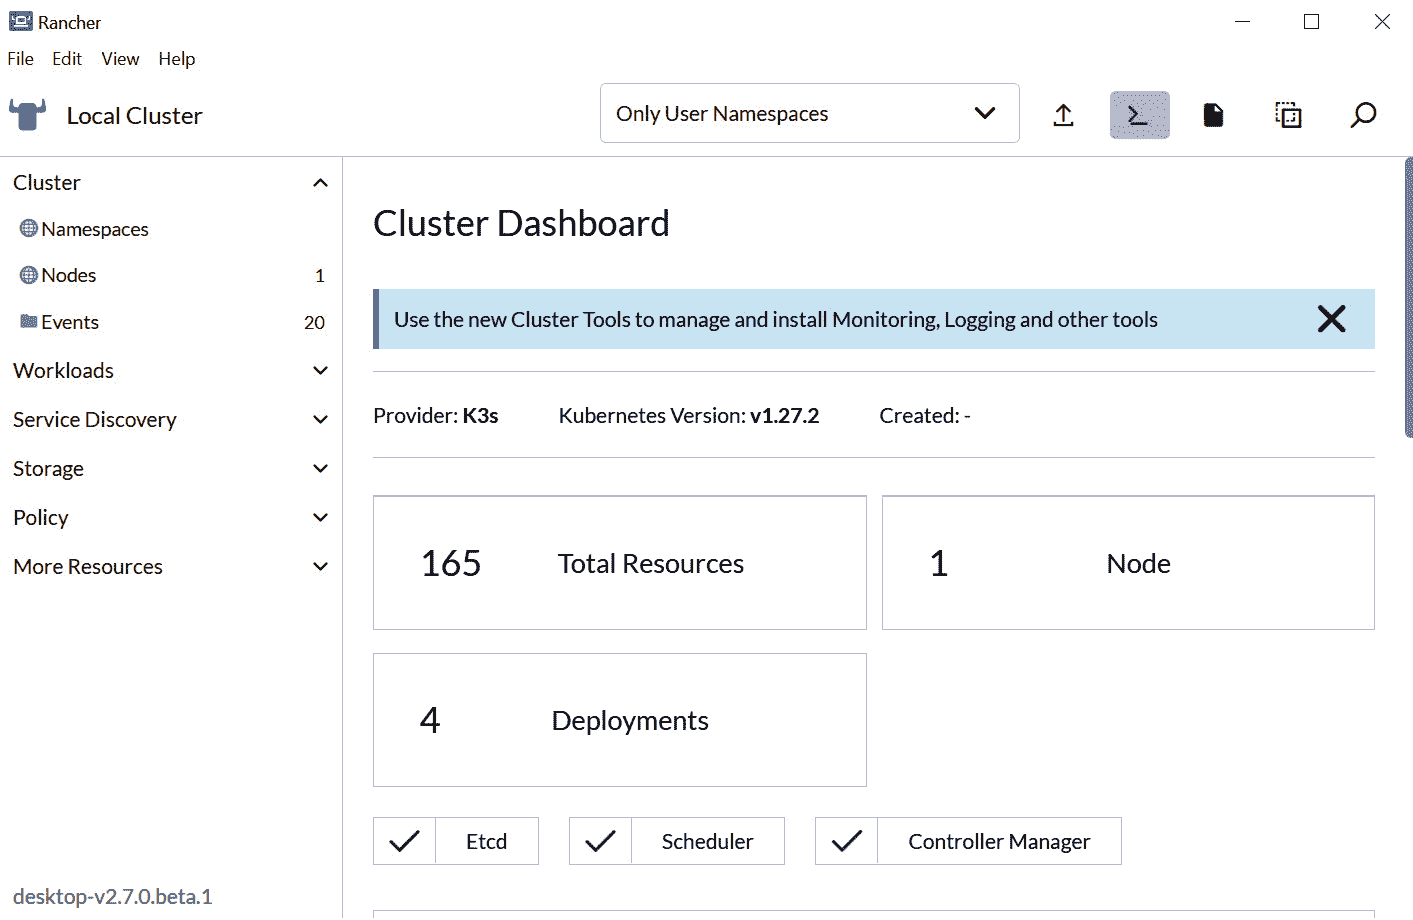 Rancher
File Edit View Help
Local Cluster
Only User Namespaces
Cluster
Namespaces
Nodes 1
Events 20
Workloads
Service Discovery
Storage
Policy
More Resources
desktop-v2.7.0.beta.1
Cluster Dashboard
Use the new Cluster Tools to manage and install Monitoring, Logging and other tools
Provider: K3s Kubernetes Version: v1.27.2 Created: -
165 Total Resources
1 Node
4 Deployments
Etcd Scheduler Controller Manager